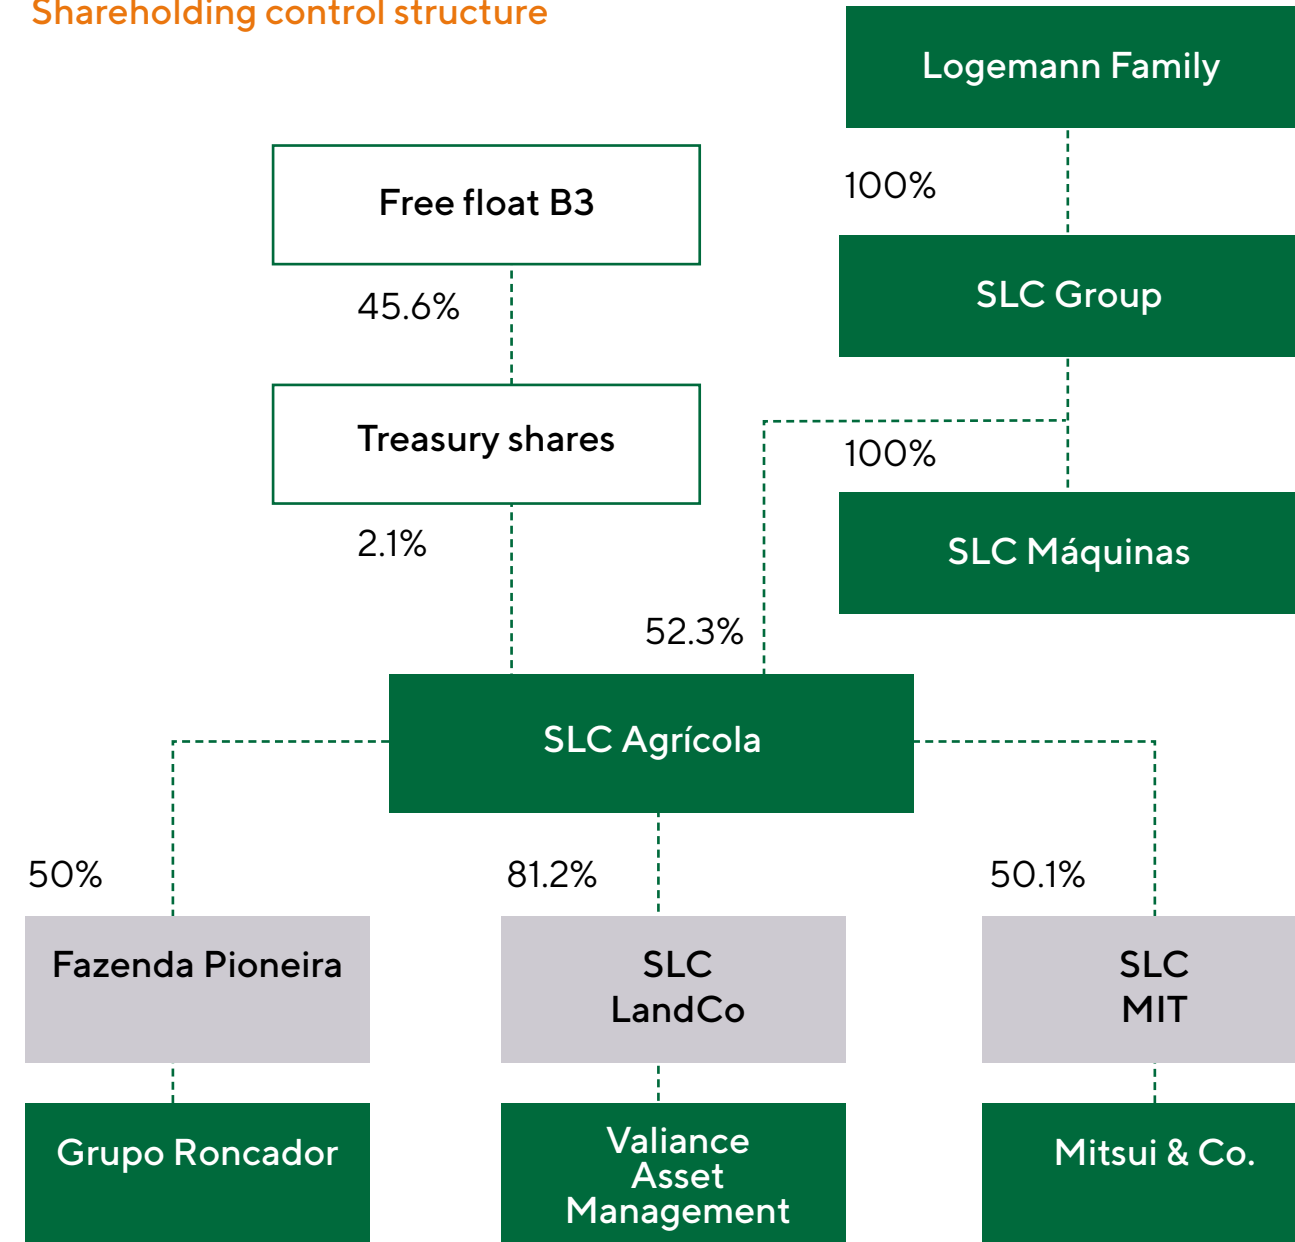 Shareholding control structure
Logemann Family
100%
Free float B3
45.6%
SLC Group
Treasury shares
2.1%
100%
SLC Máquinas
52.3%
SLC Agrícola
50%
81.2%
50.1%
Fazenda Pioneira
SLC
LandCo
SLC
MIT
Grupo Roncador
Valiance
Asset
Management
Mitsui & Co.